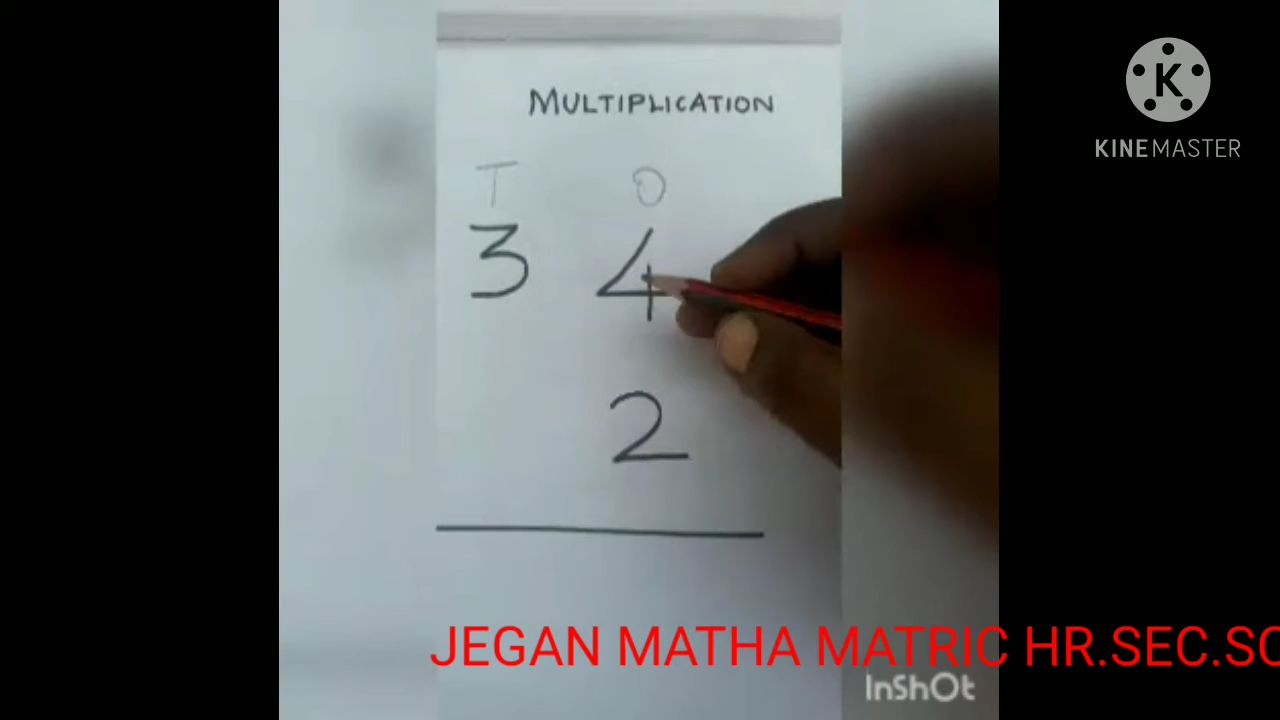 MULTIPLICATION
T O
3 4
2
KINEMASTER
JEGAN MATHA MATRIC HR.SEC.SC
InShOt